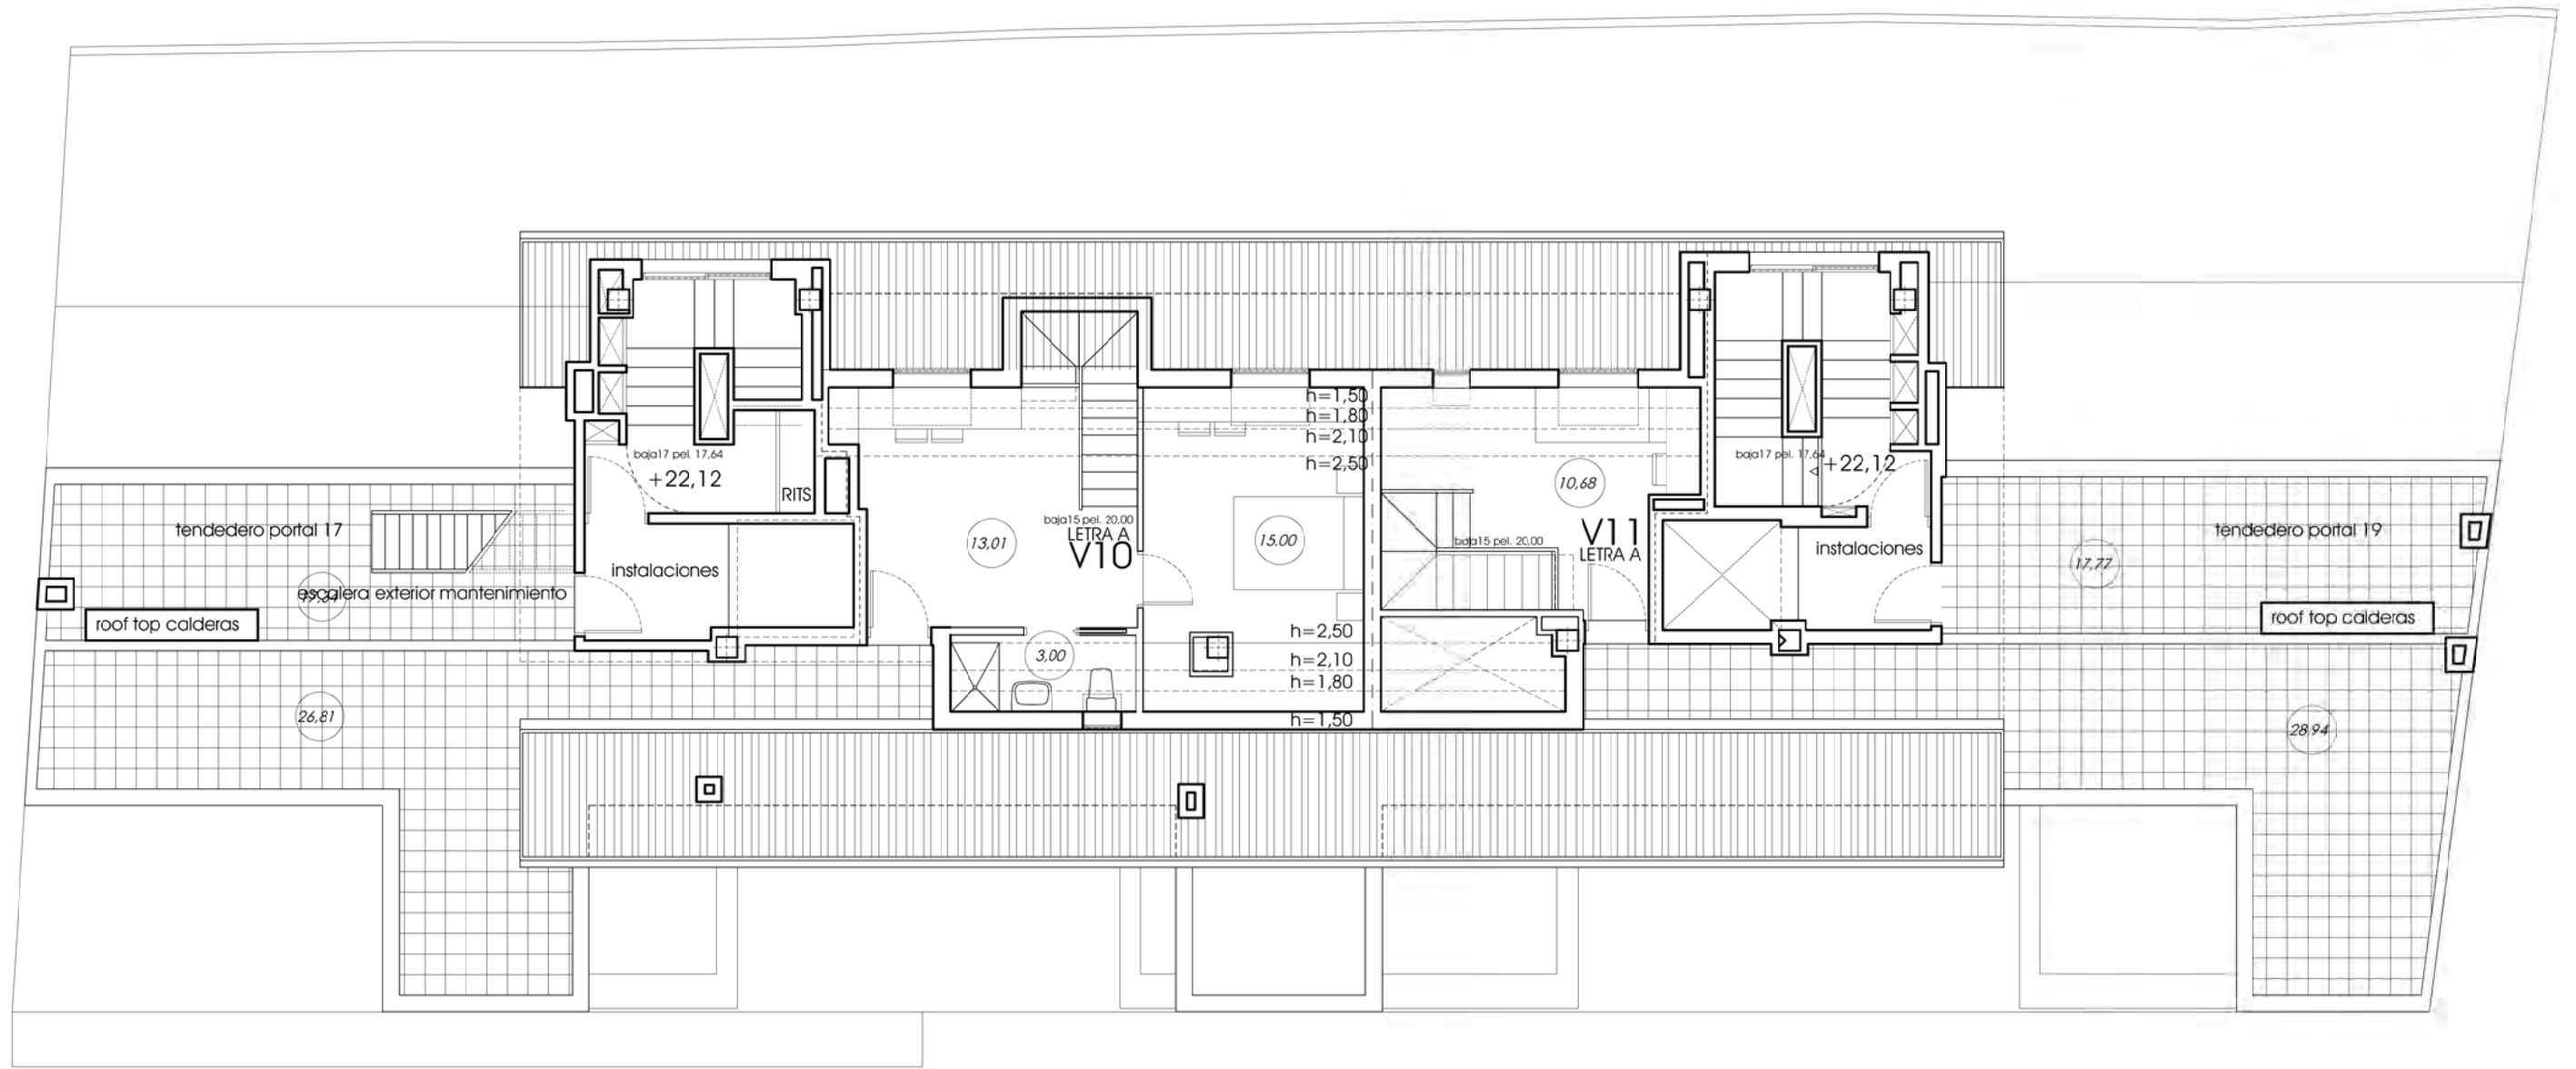 h=1,50
h=1,80
h=2,10
h=2,50
baja17 pel. 17,64
+22,12
RITS
baja17 pel. 17,64
+22,12
10,68
tendedero portal 17
13,01
baja15 pel. 20,00
LETRA A
V10
15,00
baja15 pel. 20,00
V11
LETRA A
instalaciones
tendedero portal 19
17,77
instalaciones
escalera exterior mantenimiento
roof top calderas
roof top calderas
3,00
h=2,50
h=2,10
h=1,80
h=1,50
26,81
28,94